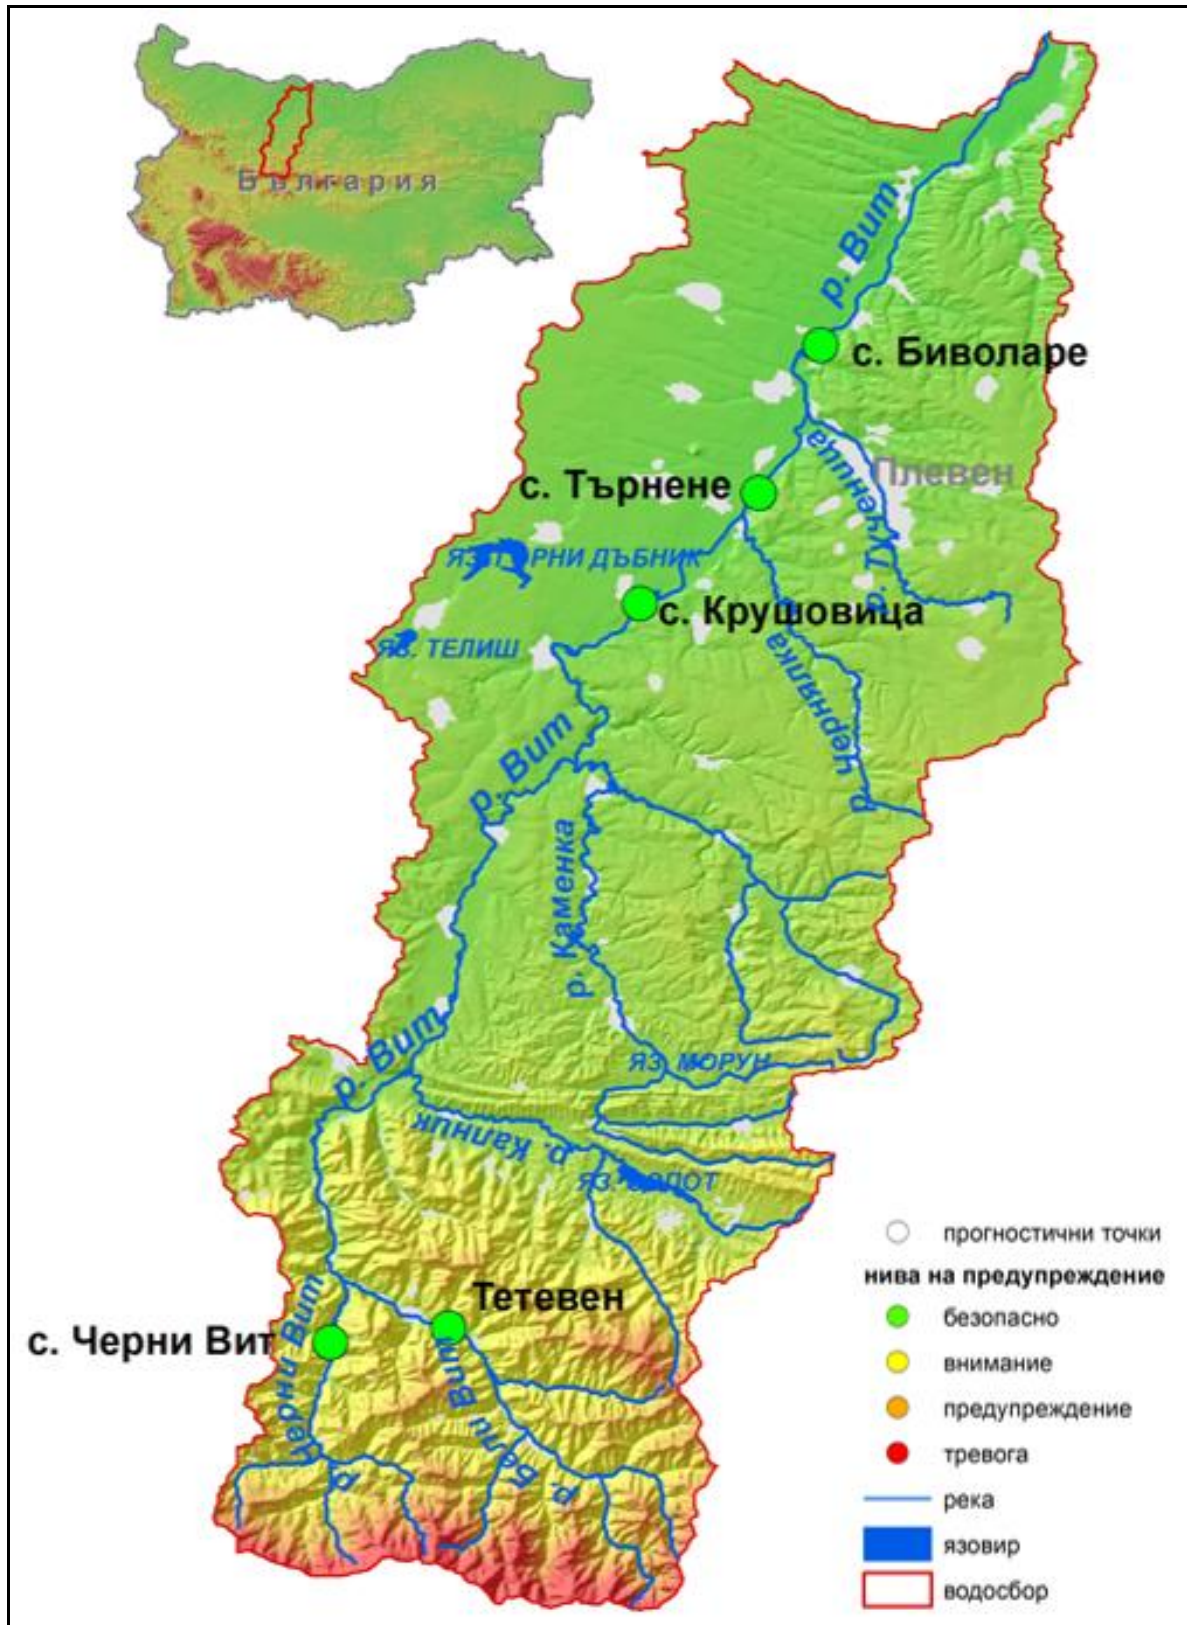 България
р. Вит
с. Биволаре
Плевен
с. Търнене
р. Тученица
ЯЗ. ГОРНИ ДЪБНИК
с. Крушовица
ЯЗ. ТЕЛИШ
р. Чернялка
р. Вит
р. Каменка
р. Вит
ЯЗ. МОРУН
р. Калник
ЯЗ. СОПОТ
Тетевен
с. Черни Вит
р. Черни Вит
р. Бели Вит
прогностични точки
нива на предупреждение
безопасно
внимание
предупреждение
тревога
река
язовир
водосбор